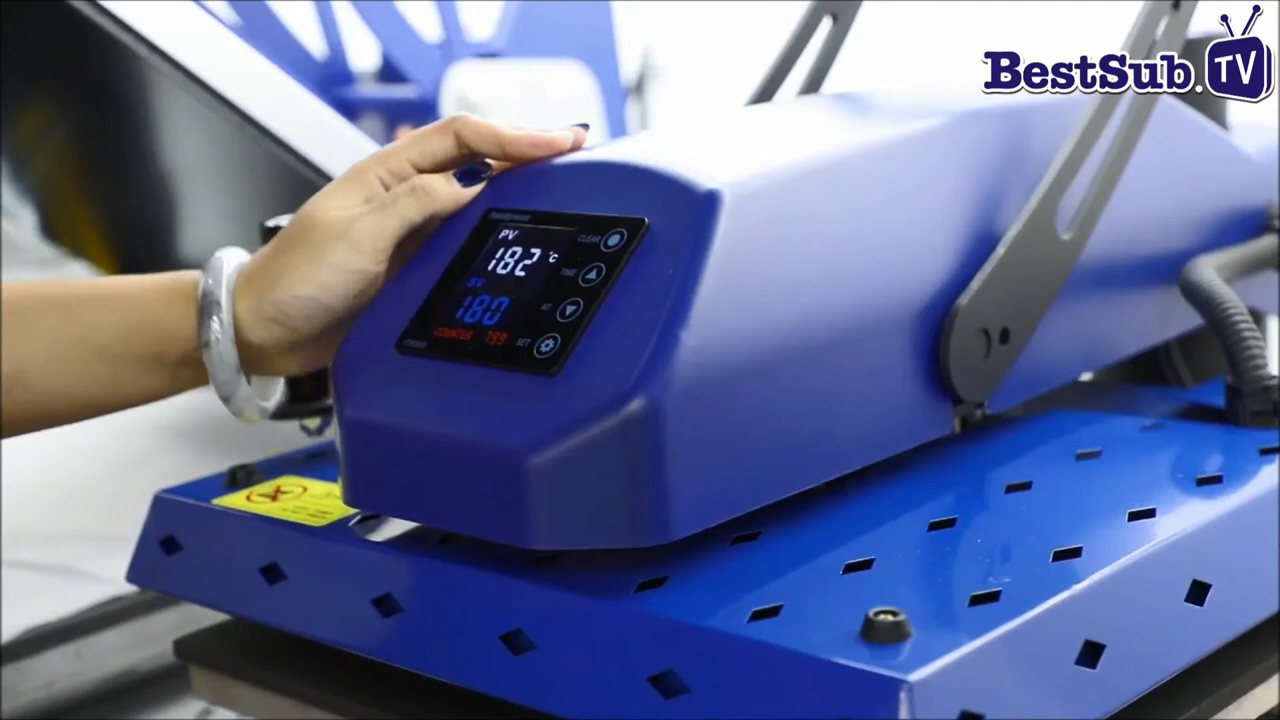 BestSub.TV
PV
182 °C
SV
180
COUNTER 799
CLEAR
TIME
AT
SET